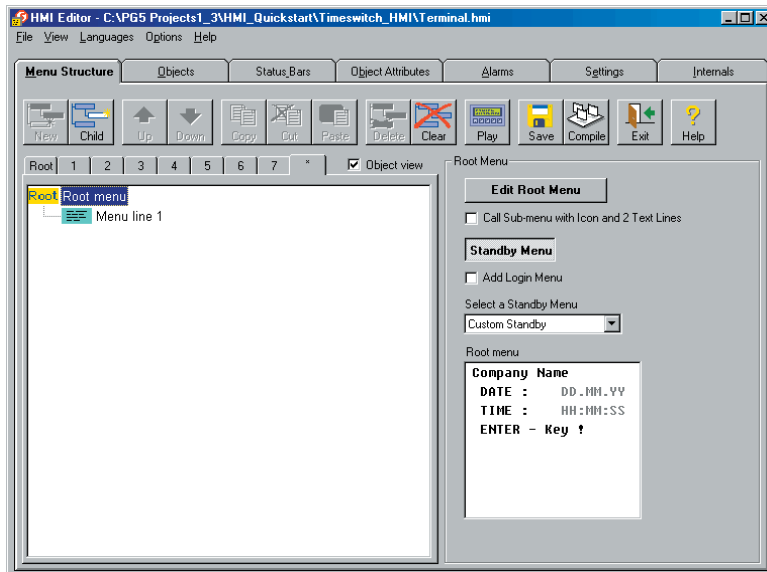 HMI Editor - C:\PG5 Projects1_3\HMI_Quickstart\Timeswitch_HMI\Terminal.hmi
File View Languages Options Help
Menu Structure Objects Status Bars Object Attributes Alarms Settings Internals
New Child Up Down Copy Cut Paste Delete Clear Play Save Compile Exit Help
Root 1 2 3 4 5 6 7 * Object view
Root Menu
Root Root menu
Menu line 1
Edit Root Menu
Call Sub-menu with Icon and 2 Text Lines
Standby Menu
Add Login Menu
Select a Standby Menu
Custom Standby
Root menu
Company Name
DATE : DD.MM.YY
TIME : HH:MM:SS
ENTER - Key !